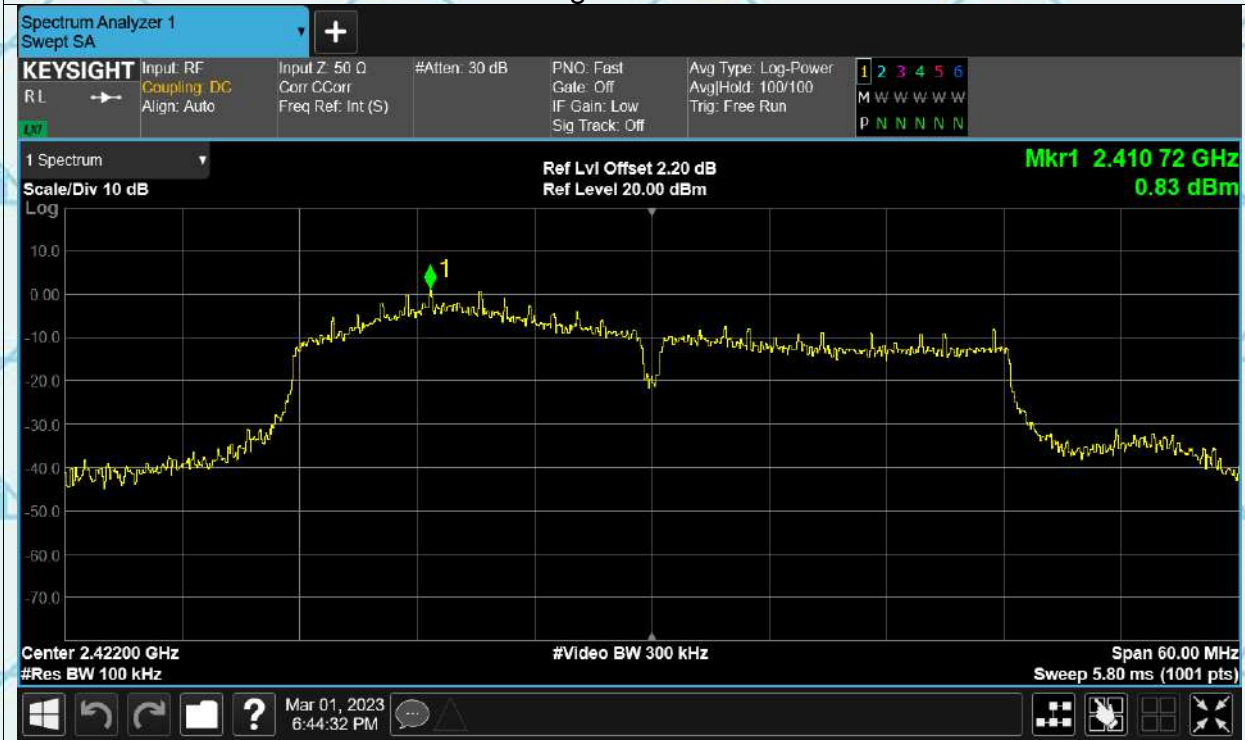 Spectrum Analyzer 1
Swept SA
KEYSIGHT
RL
LXI
Input: RF
Coupling: DC
Align: Auto
Input Z: 50 Ω
Corr CCorr
Freq Ref: Int (S)
#Atten: 30 dB
PNO: Fast
Gate: Off
IF Gain: Low
Sig Track: Off
Avg Type: Log-Power
Avg|Hold: 100/100
Trig: Free Run
1 2 3 4 5 6
M W W W W W
P N N N N N
1 Spectrum
Scale/Div 10 dB
Ref Lvl Offset 2.20 dB
Ref Level 20.00 dBm
Mkr1 2.410 72 GHz
0.83 dBm
Log
10.0
0.00
-10.0
-20.0
-30.0
-40.0
-50.0
-60.0
-70.0
1
Center 2.42200 GHz
#Res BW 100 kHz
#Video BW 300 kHz
Span 60.00 MHz
Sweep 5.80 ms (1001 pts)
?
Mar 01, 2023
6:44:32 PM